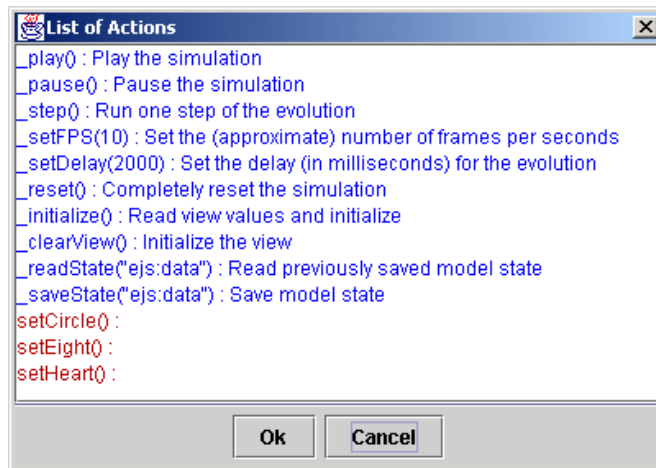 List of Actions
_play() : Play the simulation
_pause() : Pause the simulation
_step() : Run one step of the evolution
_setFPS(10) : Set the (approximate) number of frames per seconds
_setDelay(2000) : Set the delay (in milliseconds) for the evolution
_reset() : Completely reset the simulation
_initialize() : Read view values and initialize
_clearView() : Initialize the view
_readState("ejs:data") : Read previously saved model state
_saveState("ejs:data") : Save model state
setCircle() :
setEight() :
setHeart() :
Ok Cancel